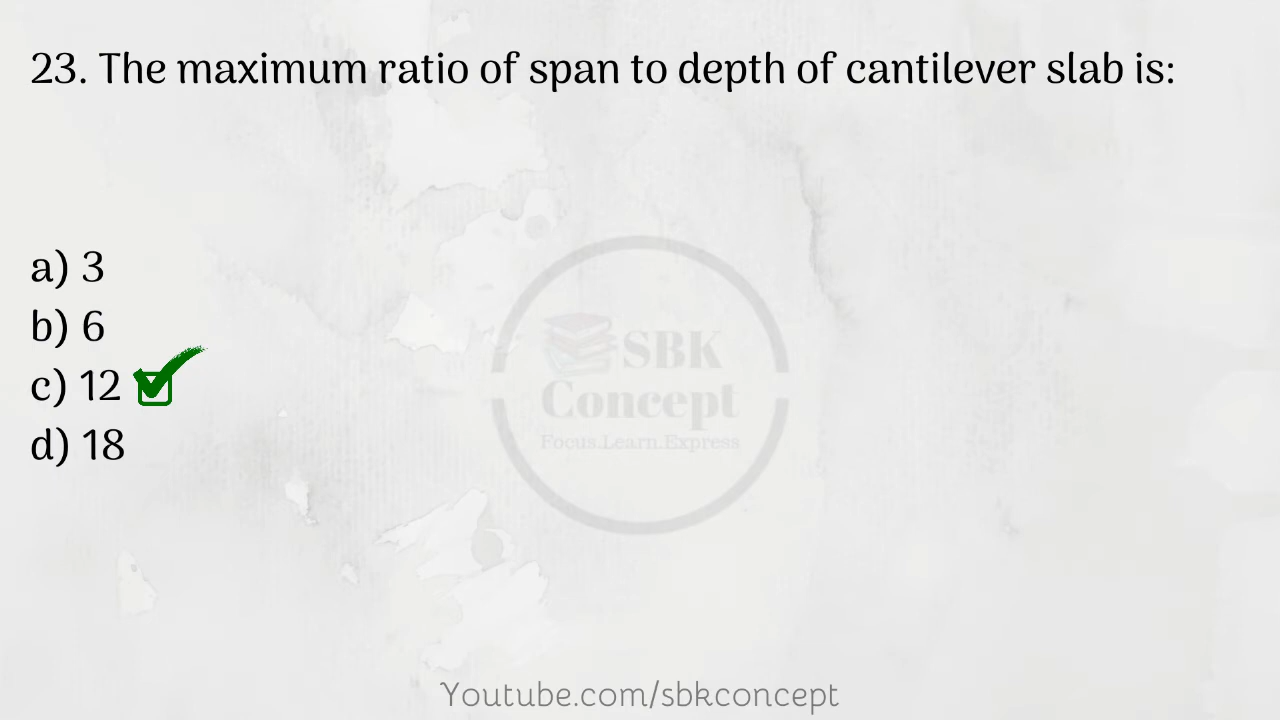 23. The maximum ratio of span to depth of cantilever slab is:
a) 3
b) 6
c) 12
d) 18
SBK
Concept
Focus.Learn.Express
Youtube.com/sbkconcept